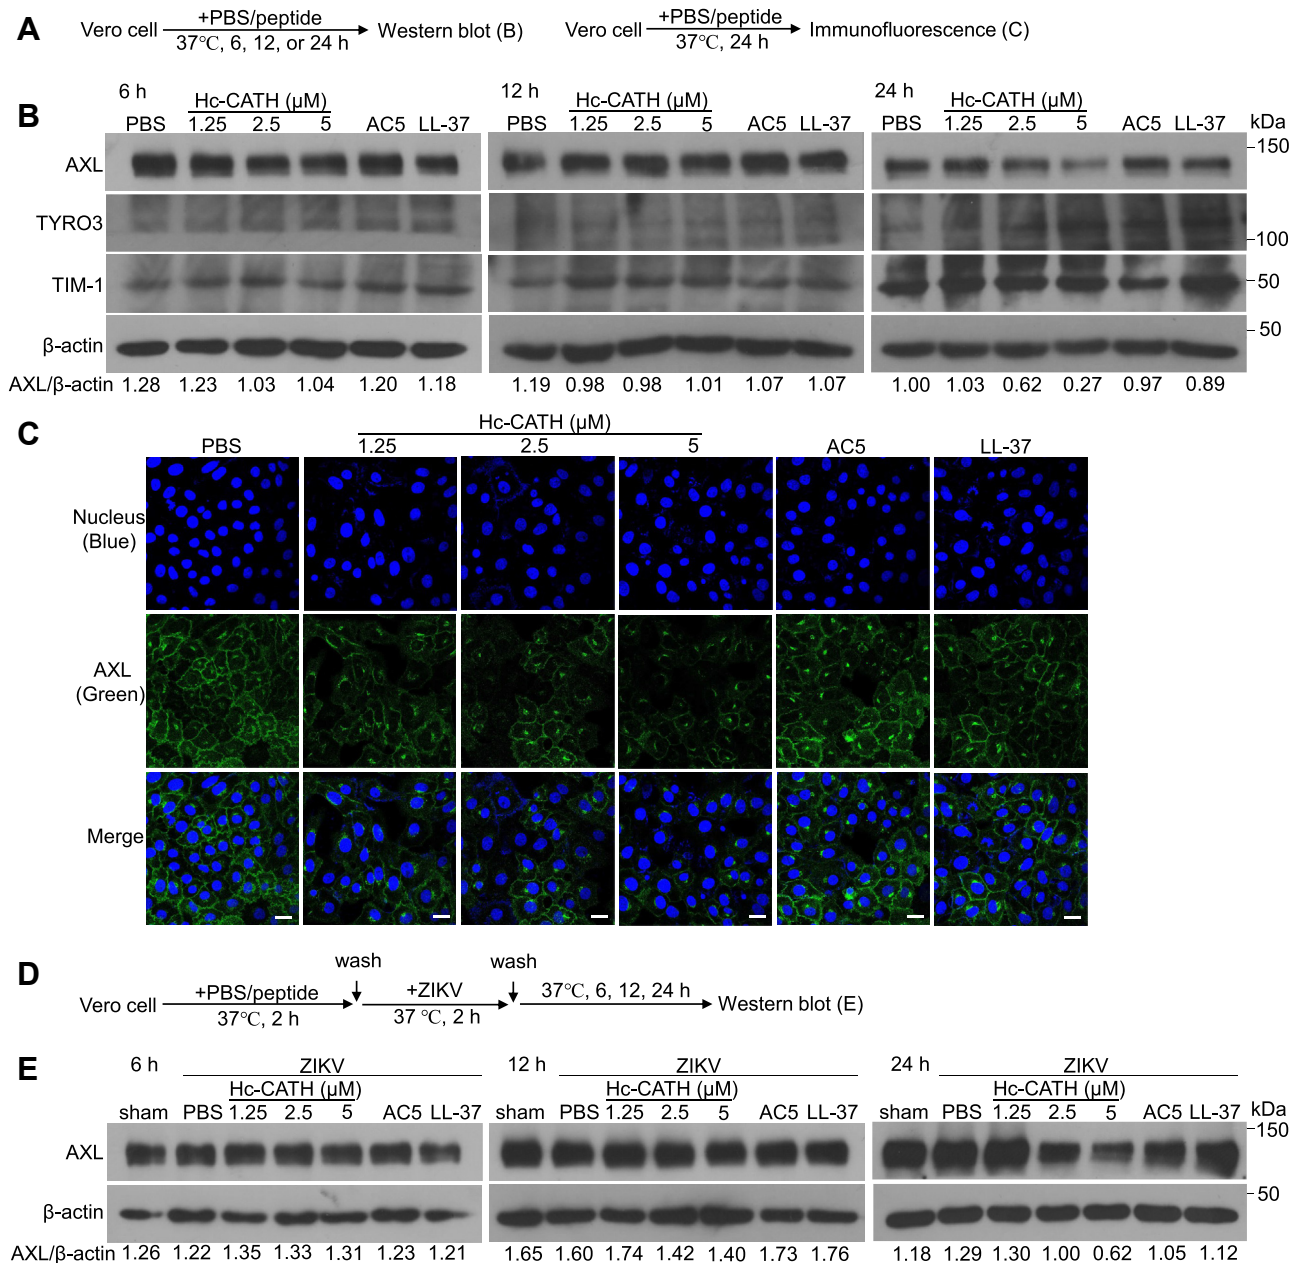 A
Vero cell +PBS/peptide 37℃, 6, 12, or 24 h Western blot (B)
Vero cell +PBS/peptide 37℃, 24 h Immunofluorescence (C)
B
6 h
Hc-CATH (μM)
PBS 1.25 2.5 5 AC5 LL-37
12 h
Hc-CATH (μM)
PBS 1.25 2.5 5 AC5 LL-37
24 h
Hc-CATH (μM)
PBS 1.25 2.5 5 AC5 LL-37
kDa
AXL 150
TYRO3 100
TIM-1 50
β-actin 50
AXL/β-actin 1.28 1.23 1.03 1.04 1.20 1.18 1.19 0.98 0.98 1.01 1.07 1.07 1.00 1.03 0.62 0.27 0.97 0.89
C
Hc-CATH (μM)
PBS 1.25 2.5 5 AC5 LL-37
Nucleus
(Blue)
AXL
(Green)
Merge
D
wash wash
Vero cell +PBS/peptide 37℃, 2 h +ZIKV 37 ℃, 2 h 37℃, 6, 12, 24 h Western blot (E)
E
6 h ZIKV
Hc-CATH (μM)
sham PBS 1.25 2.5 5 AC5 LL-37
12 h ZIKV
Hc-CATH (μM)
sham PBS 1.25 2.5 5 AC5 LL-37
24 h ZIKV
Hc-CATH (μM)
sham PBS 1.25 2.5 5 AC5 LL-37
kDa
AXL 150
β-actin 50
AXL/β-actin 1.26 1.22 1.35 1.33 1.31 1.23 1.21 1.65 1.60 1.74 1.42 1.40 1.73 1.76 1.18 1.29 1.30 1.00 0.62 1.05 1.12